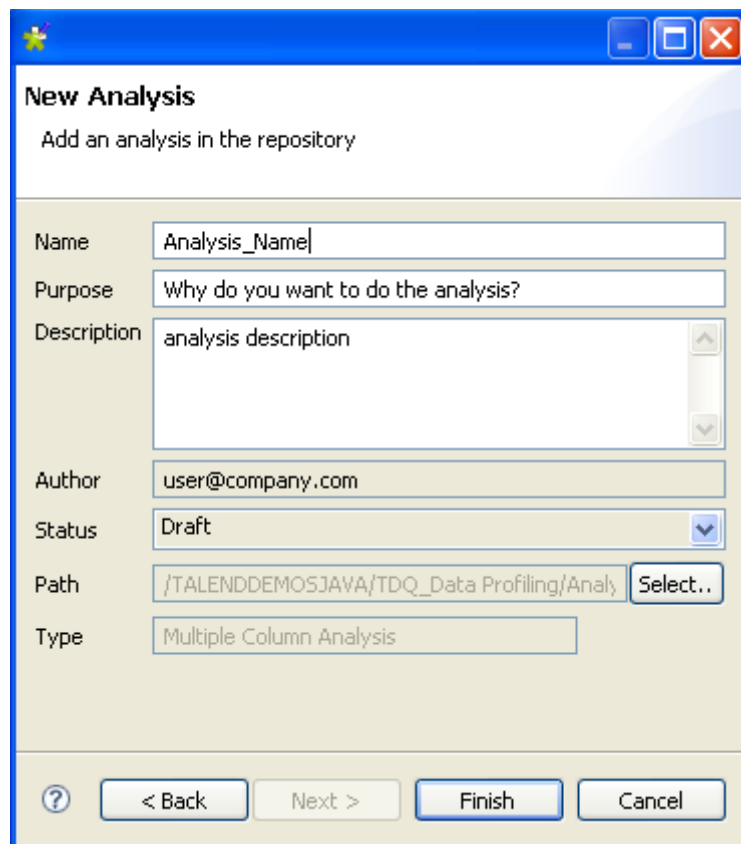 New Analysis
Add an analysis in the repository
Name Analysis_Name
Purpose Why do you want to do the analysis?
Description analysis description
Author user@company.com
Status Draft
Path /TALENDDEMOSJAVA/TDQ_Data Profiling/Analy Select..
Type Multiple Column Analysis
? < Back Next > Finish Cancel